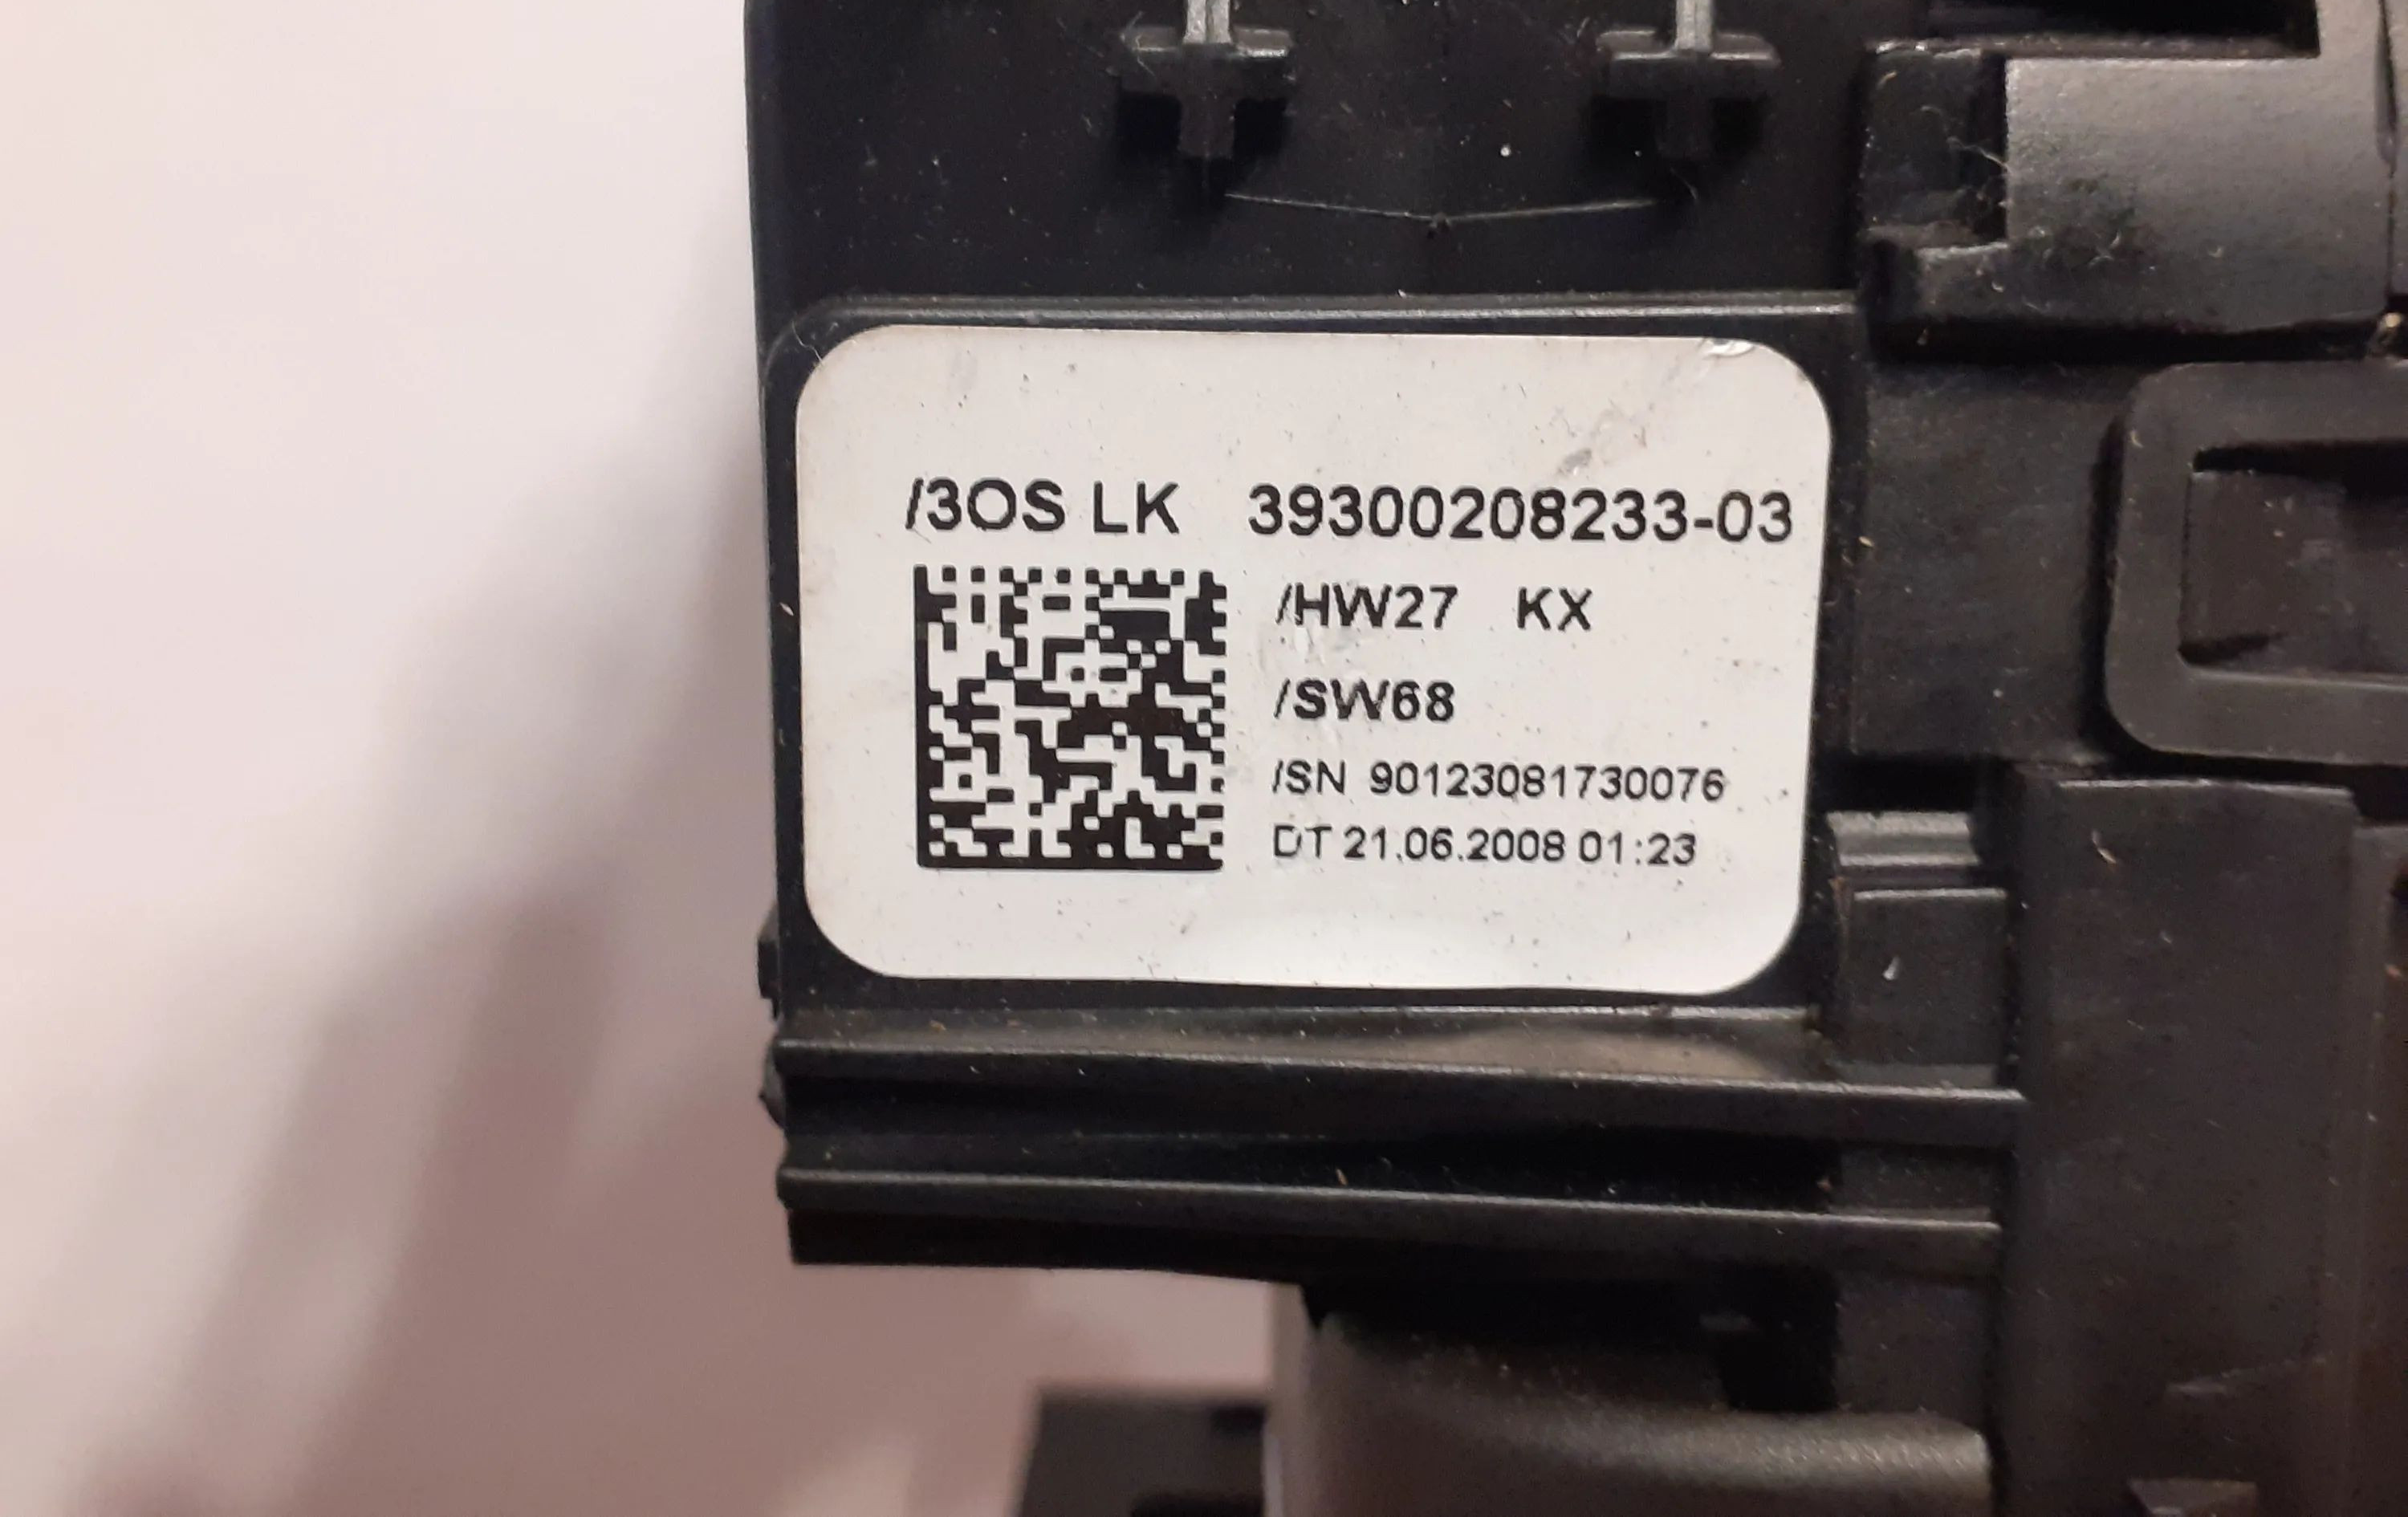 /3OS LK 39300208233-03
/HW27 KX
/SW68
/SN 90123081730076
DT 21.06.2008 01:23